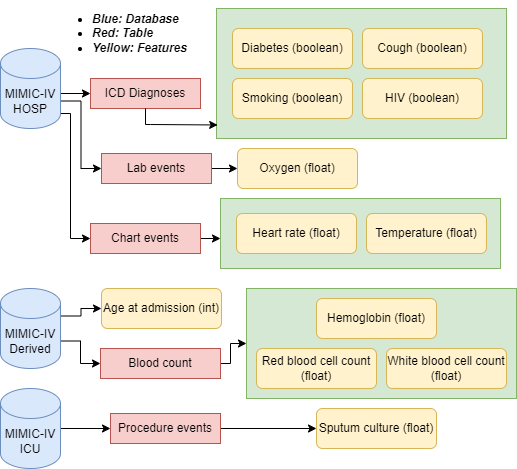 Blue: Database
Red: Table
Yellow: Features
MIMIC-IV
HOSP
ICD Diagnoses
Diabetes (boolean)
Cough (boolean)
Smoking (boolean)
HIV (boolean)
Lab events
Oxygen (float)
Chart events
Heart rate (float)
Temperature (float)
MIMIC-IV
Derived
Age at admission (int)
Blood count
Hemoglobin (float)
Red blood cell count
(float)
White blood cell count
(float)
MIMIC-IV
ICU
Procedure events
Sputum culture (float)